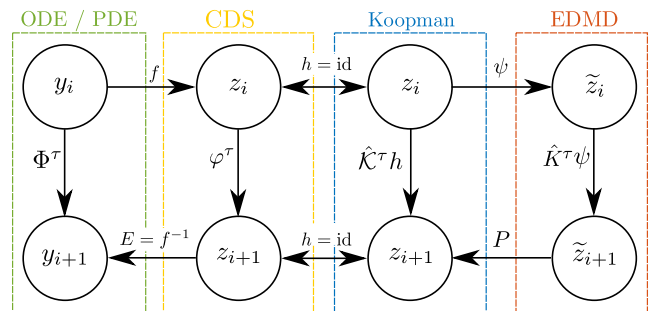 ODE / PDE CDS Koopman EDMD
y_i f z_i h = id z_i ψ z̃_i
Φ^τ φ^τ 𝒦̂^τ h K̂^τ ψ
y_{i+1} E = f^{-1} z_{i+1} h = id z_{i+1} P z̃_{i+1}